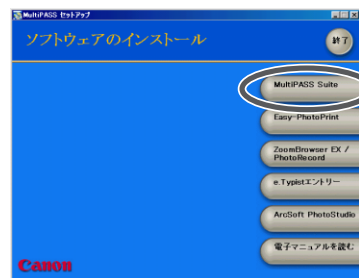 MultiPASS セットアップ
ソフトウェアのインストール
終了
MultiPASS Suite
Easy-PhotoPrint
ZoomBrowser EX /
PhotoRecord
e.Typistエントリー
ArcSoft PhotoStudio
電子マニュアルを読む
Canon